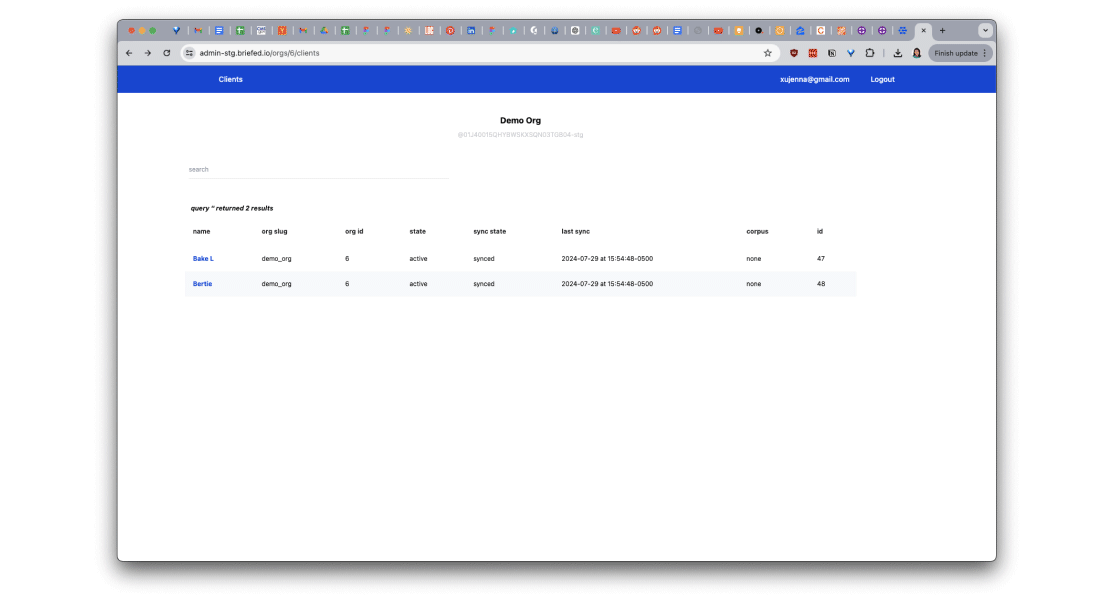 admin-stg.briefed.io/orgs/6/clients
Finish update
Clients xujenna@gmail.com Logout
Demo Org
search
query '' returned 2 results
name org slug org id state sync state last sync corpus id
Bake L demo_org 6 active synced 2024-07-29 at 15:54:48-0500 none 47
Bertie demo_org 6 active synced 2024-07-29 at 15:54:48-0500 none 48